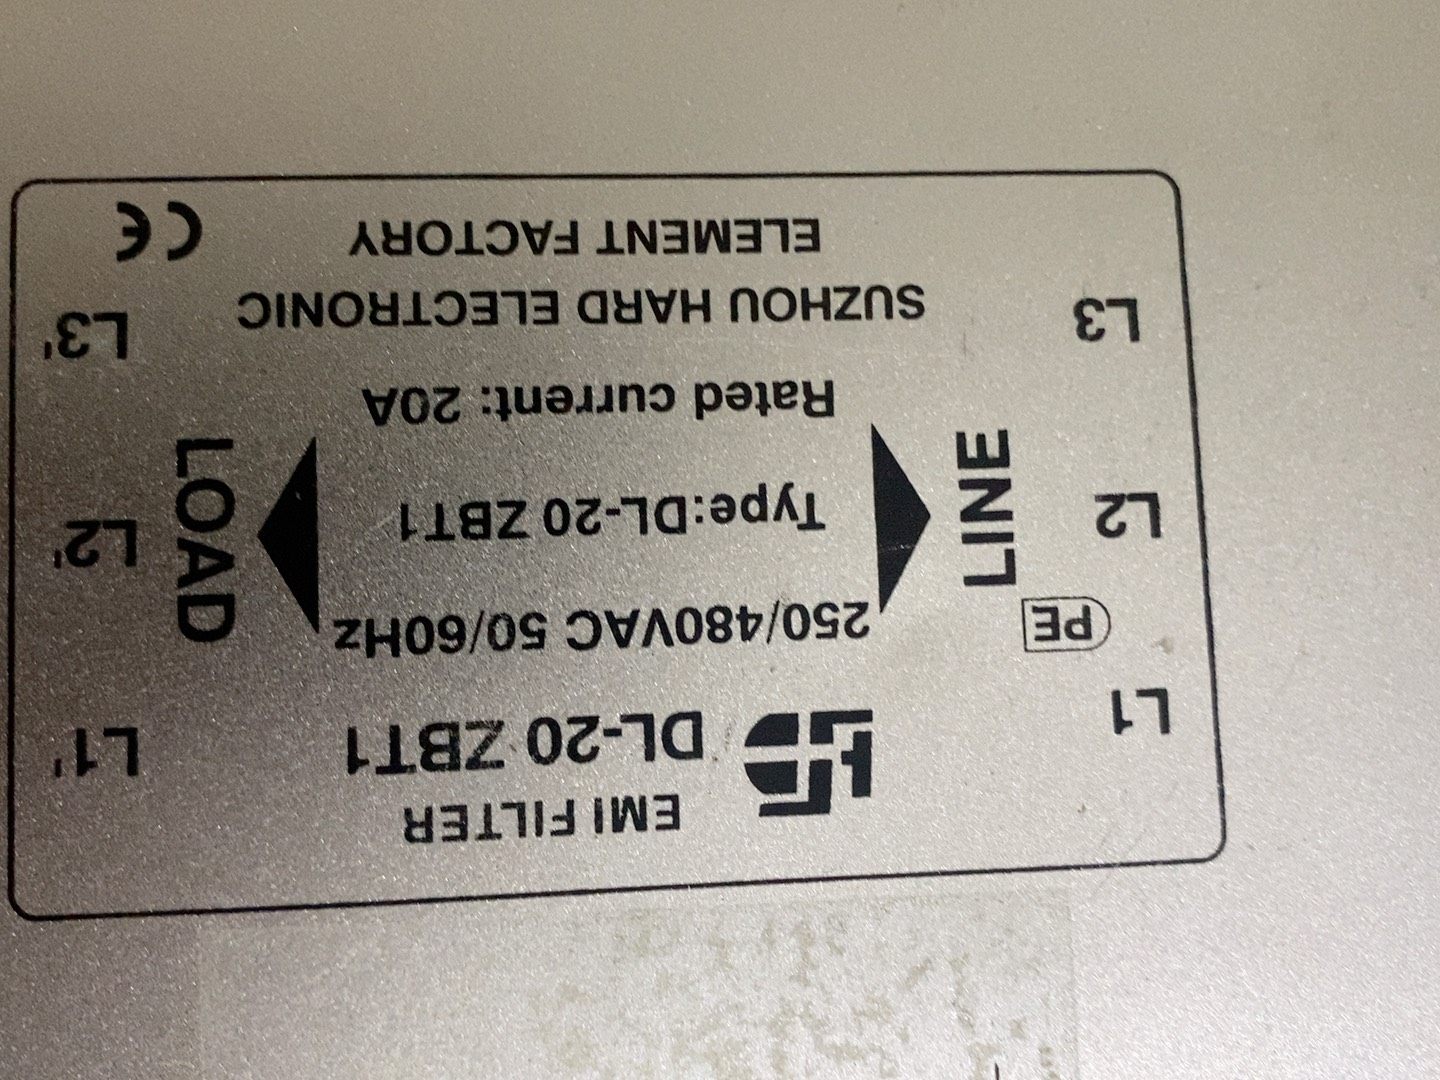 EMI FILTER
DL-20 ZBT1
L1
L1'
PE
250/480VAC 50/60Hz
LINE
Type:DL-20 ZBT1
LOAD
L2
L2'
Rated current: 20A
L3
L3'
SUZHOU HARD ELECTRONIC
ELEMENT FACTORY
CE